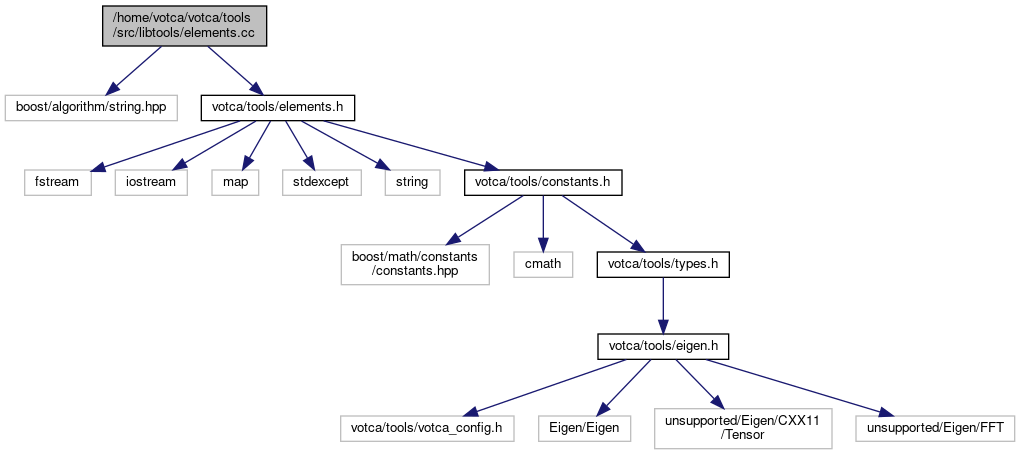 /home/votca/votca/tools
/src/libtools/elements.cc
boost/algorithm/string.hpp
votca/tools/elements.h
fstream
iostream
map
stdexcept
string
votca/tools/constants.h
boost/math/constants
/constants.hpp
cmath
votca/tools/types.h
votca/tools/eigen.h
votca/tools/votca_config.h
Eigen/Eigen
unsupported/Eigen/CXX11
/Tensor
unsupported/Eigen/FFT